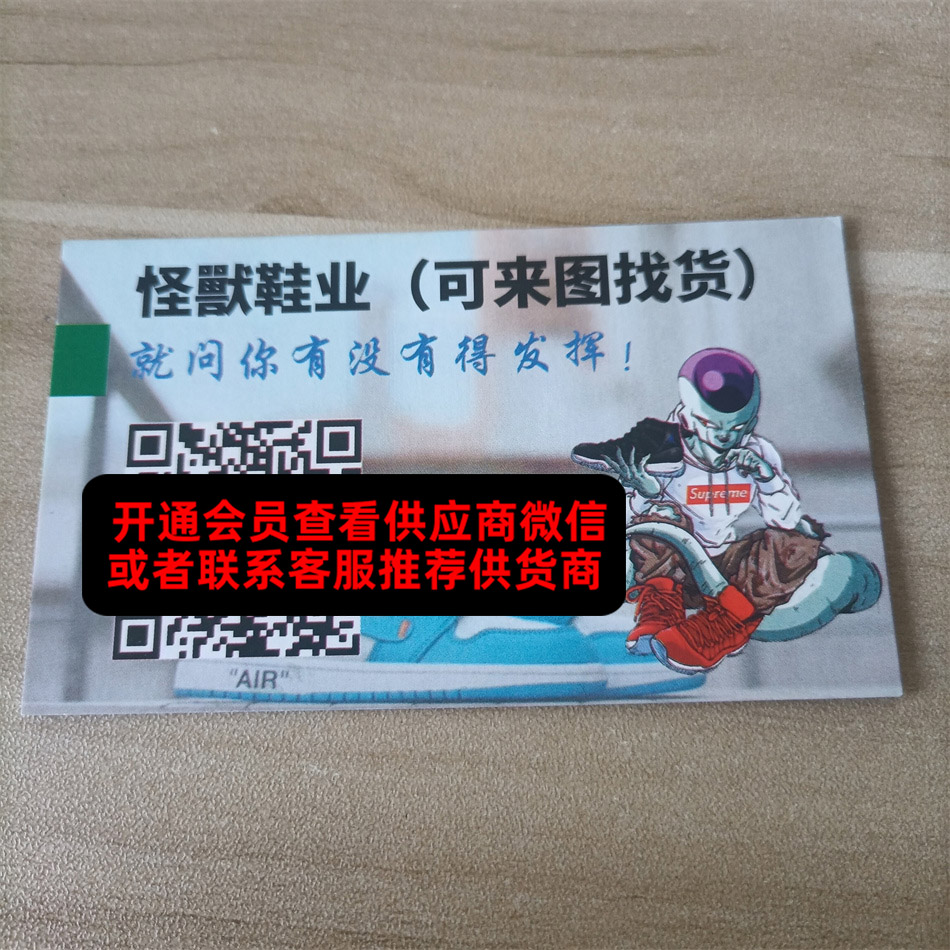 怪獸鞋业（可来图找货）
就问你有没有得发挥！
Supreme
开通会员查看供应商微信
或者联系客服推荐供货商
"AIR"